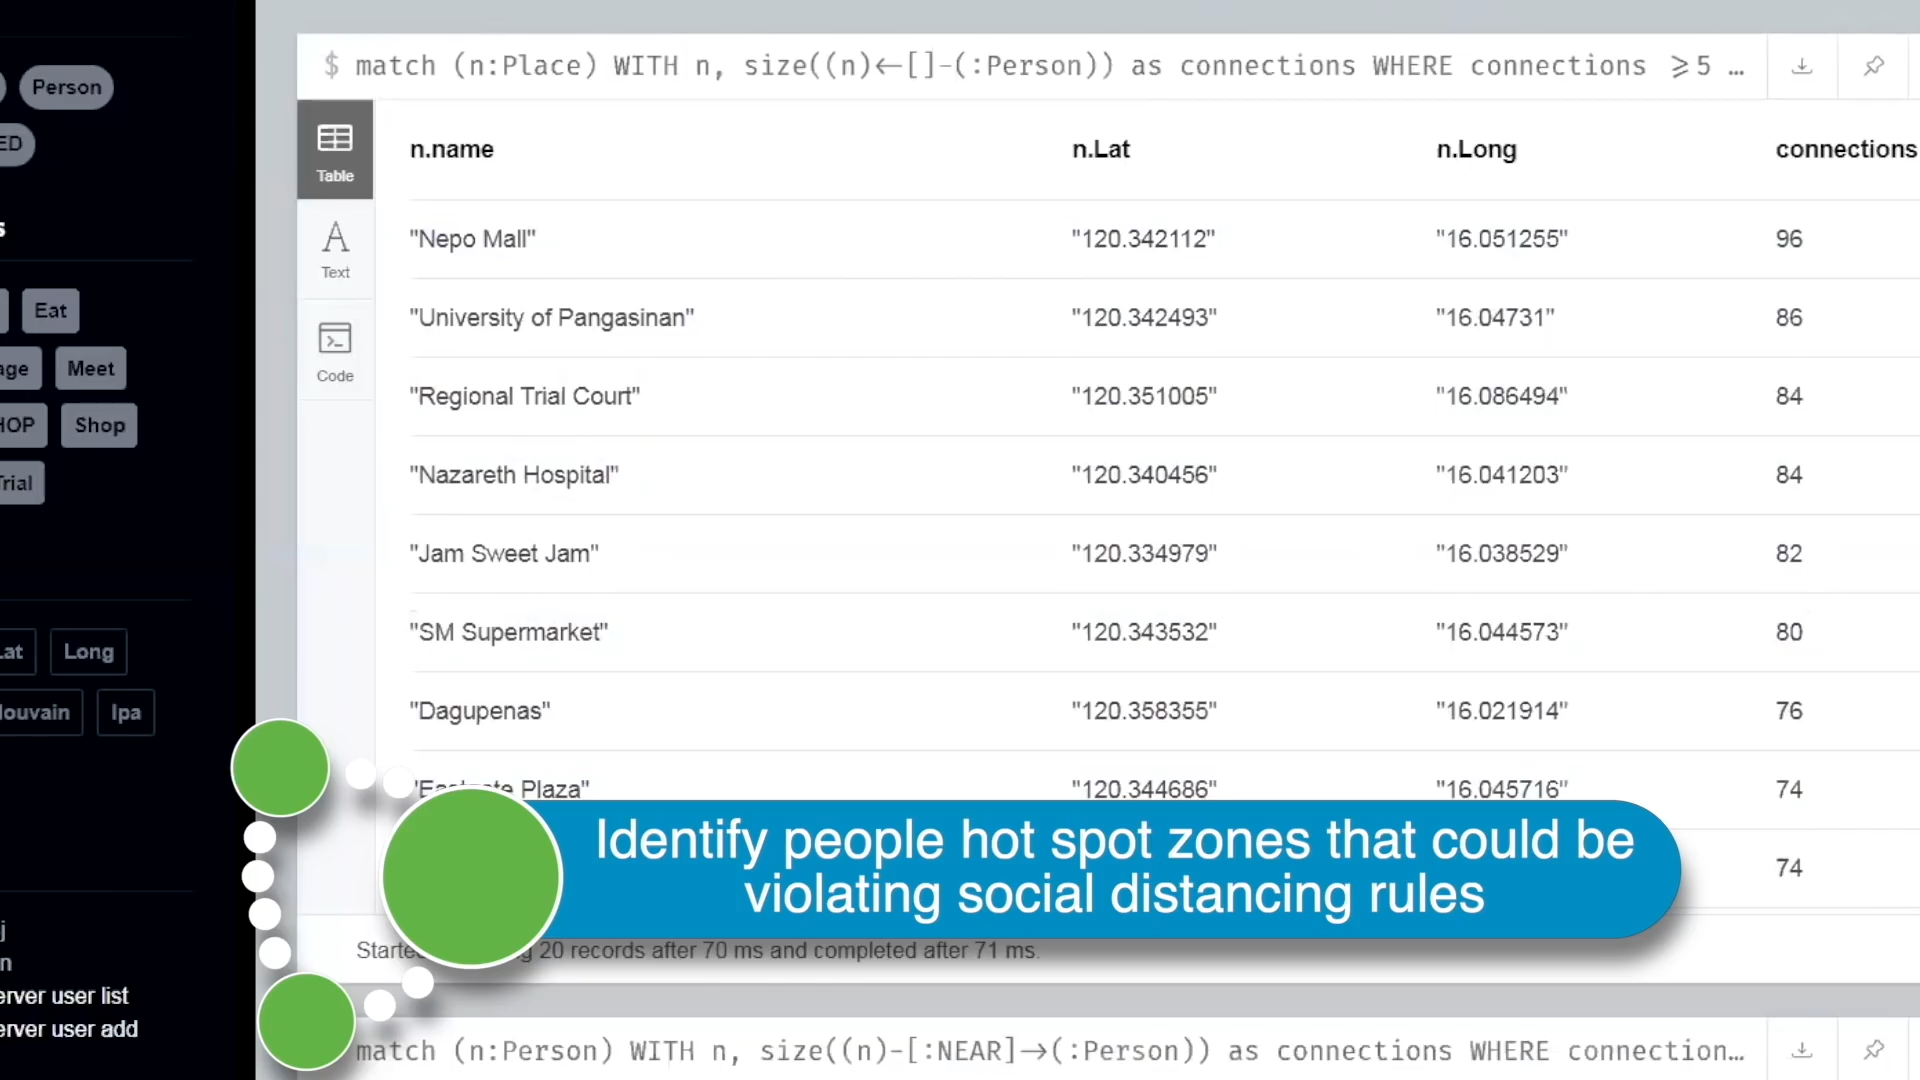 Person
ED
s
Eat
age
Meet
HOP
Shop
Trial
Lat
Long
louvain
Ipa
j
n
erver user list
erver user add
$ match (n:Place) WITH n, size((n)<-[]-(:Person)) as connections WHERE connections >=5 …
Table
Text
Code
n.name n.Lat n.Long connections
"Nepo Mall" "120.342112" "16.051255" 96
"University of Pangasinan" "120.342493" "16.04731" 86
"Regional Trial Court" "120.351005" "16.086494" 84
"Nazareth Hospital" "120.340456" "16.041203" 84
"Jam Sweet Jam" "120.334979" "16.038529" 82
"SM Supermarket" "120.343532" "16.044573" 80
"Dagupenas" "120.358355" "16.021914" 76
Plaza" "120.344686" "16.045716" 74
74
Identify people hot spot zones that could be
violating social distancing rules
20 records after 70 ms and completed after 71 ms.
match (n:Person) WITH n, size((n)-[:NEAR]->(:Person)) as connections WHERE connection…